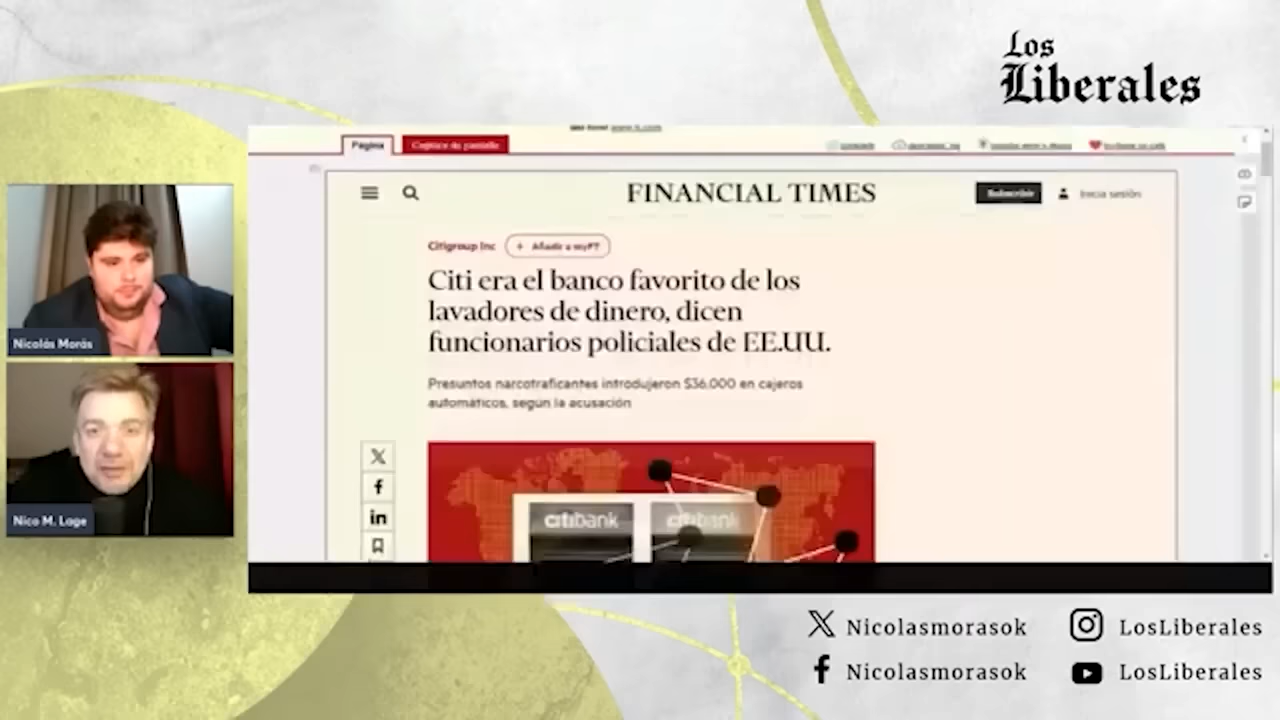 Los
Liberales
Página
Captura de pantalla
FINANCIAL TIMES
Subscribir
Inicia sesión
Citigroup Inc
+ Añadir a myFT
Citi era el banco favorito de los
lavadores de dinero, dicen
funcionarios policiales de EE.UU.
Presuntos narcotraficantes introdujeron $36,000 en cajeros
automáticos, según la acusación
citibank
citibank
Nicolás Morás
Nico M. Lage
Nicolasmorasok
LosLiberales
Nicolasmorasok
LosLiberales